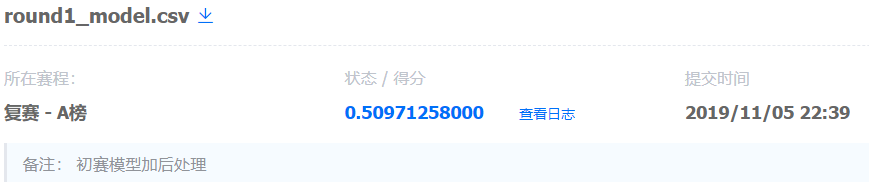 round1_model.csv
所在赛程: 状态 / 得分 提交时间
复赛 - A榜 0.50971258000 查看日志 2019/11/05 22:39
备注: 初赛模型加后处理